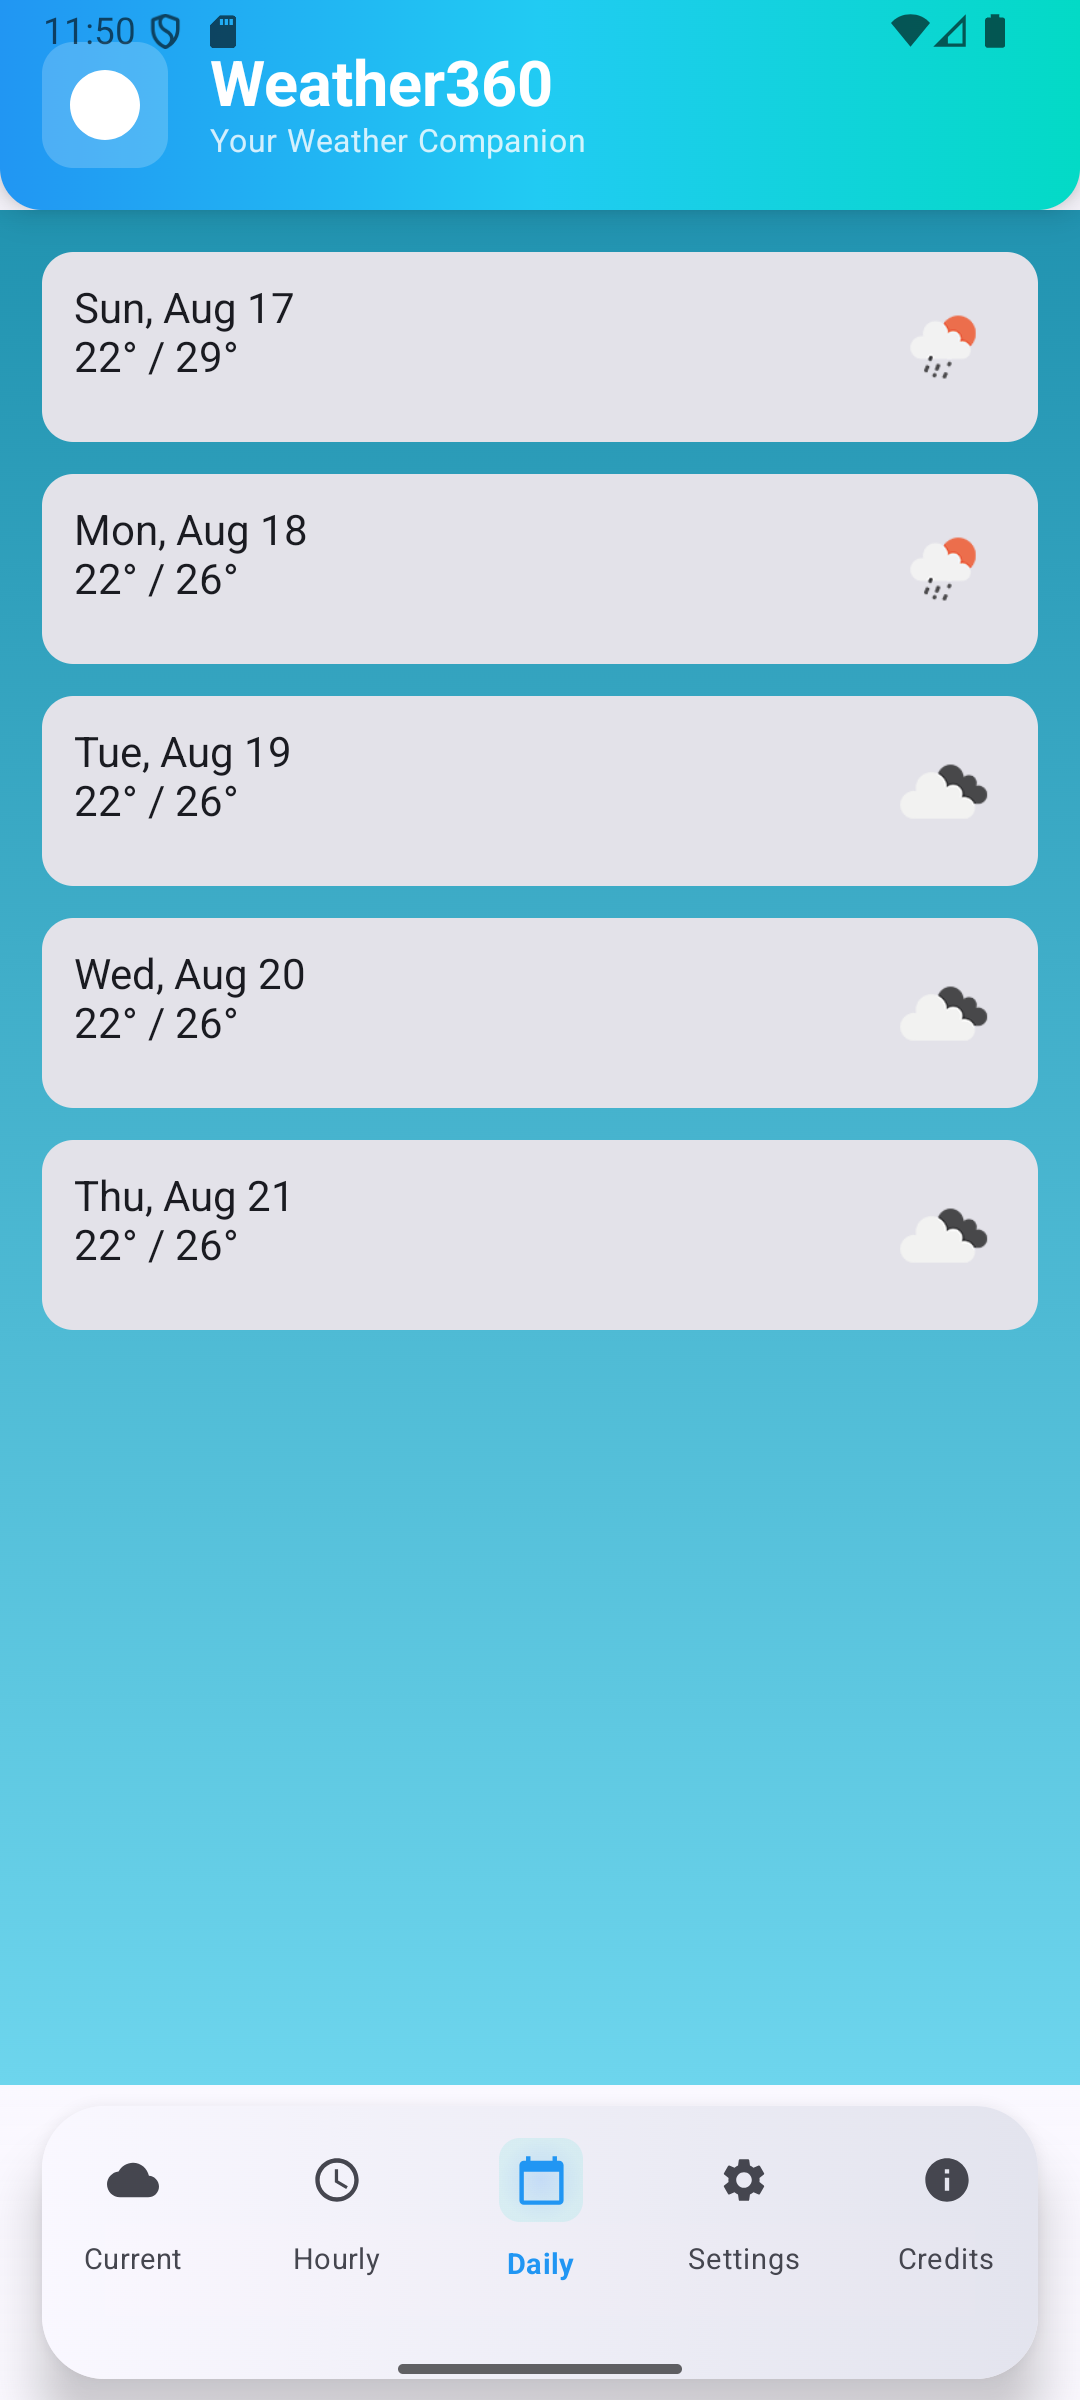 11:50
Weather360
Your Weather Companion
Sun, Aug 17
22° / 29°
Mon, Aug 18
22° / 26°
Tue, Aug 19
22° / 26°
Wed, Aug 20
22° / 26°
Thu, Aug 21
22° / 26°
Current
Hourly
Daily
Settings
Credits